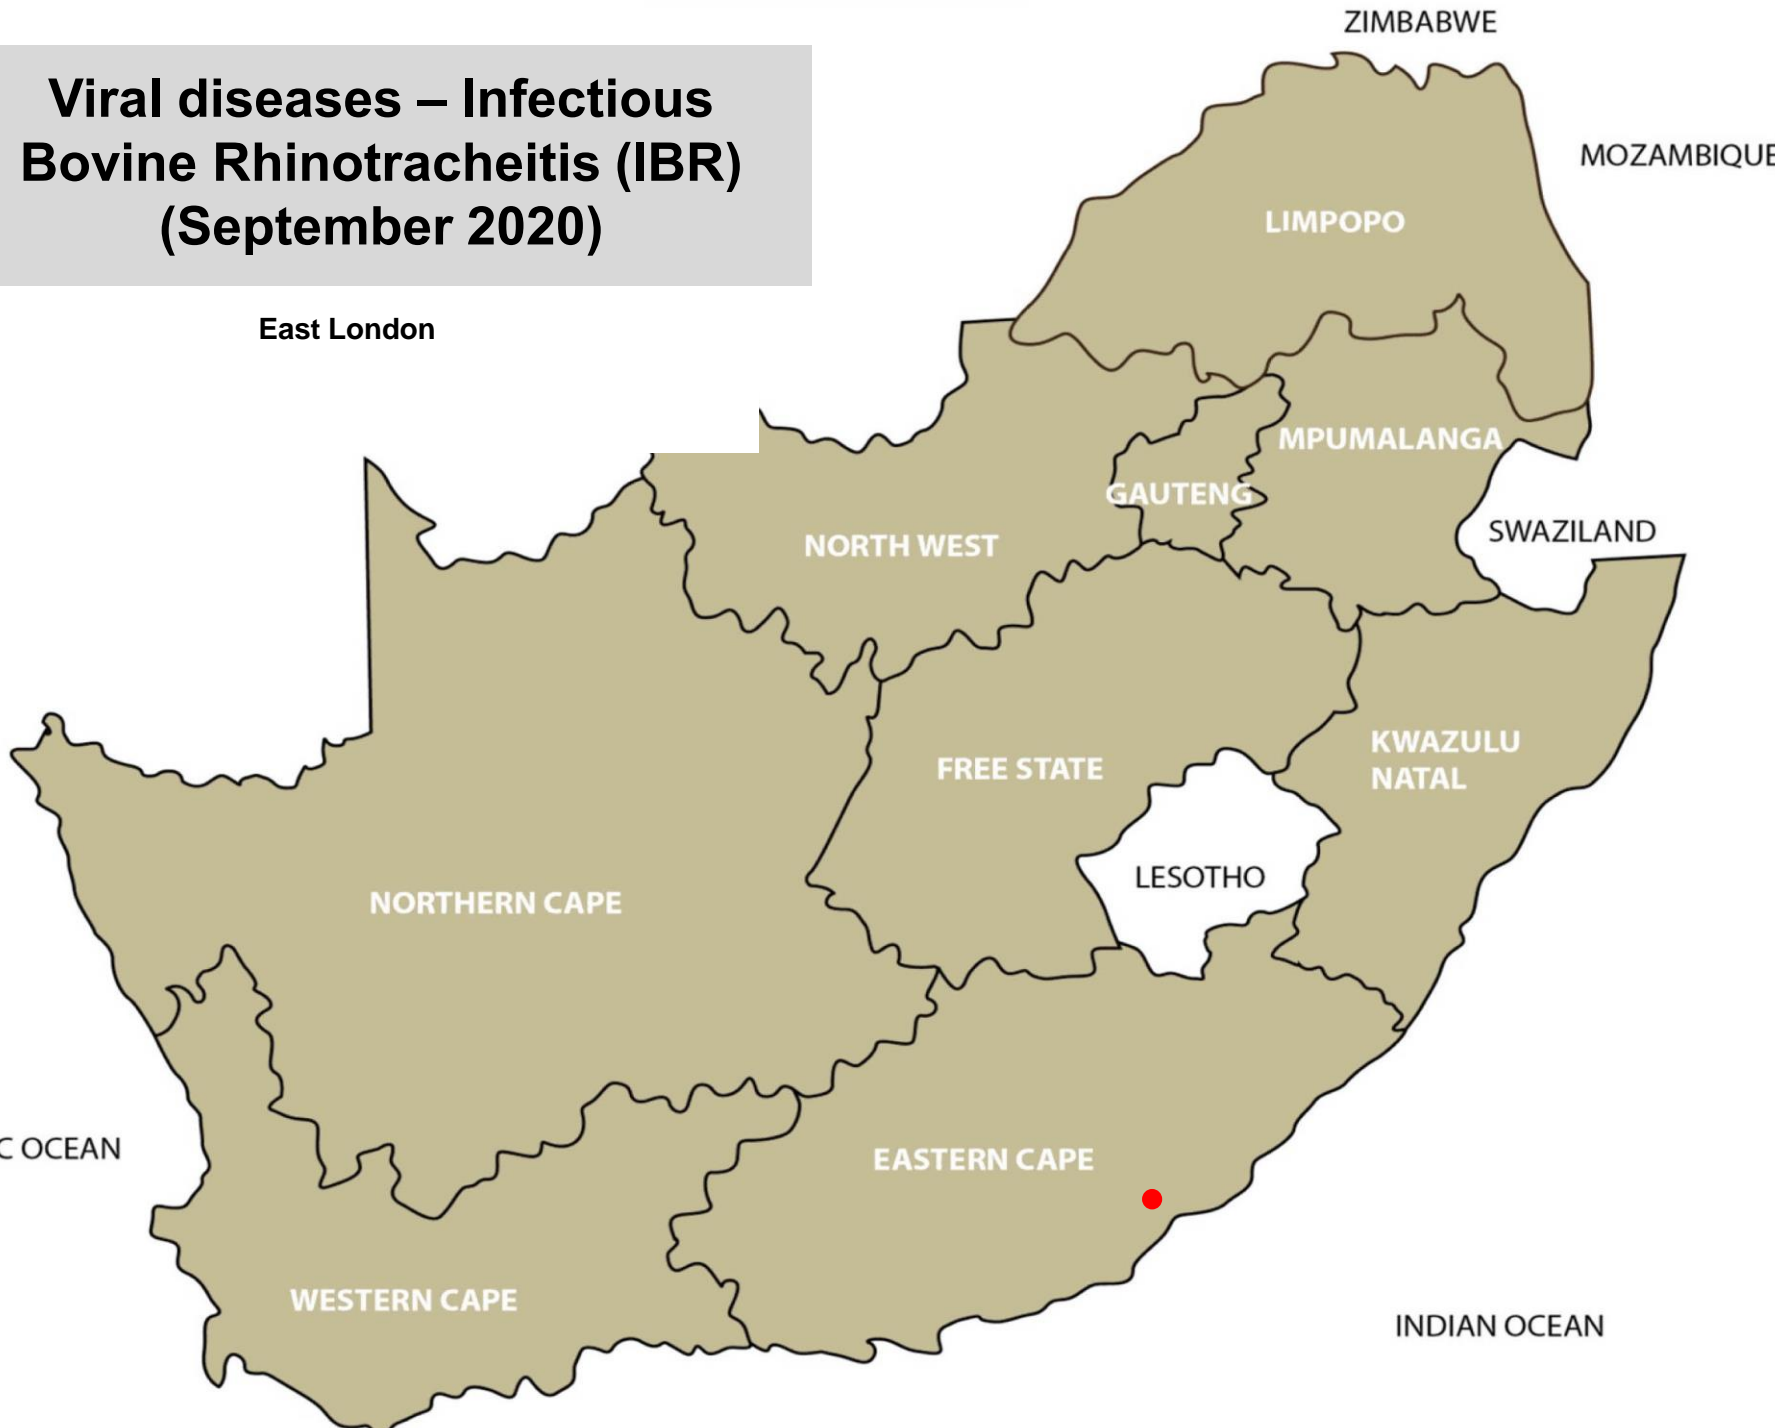 Viral diseases – Infectious
Bovine Rhinotracheitis (IBR)
(September 2020)
East London
ZIMBABWE
MOZAMBIQUE
LIMPOPO
MPUMALANGA
GAUTENG
SWAZILAND
NORTH WEST
KWAZULU
NATAL
FREE STATE
LESOTHO
NORTHERN CAPE
C OCEAN
EASTERN CAPE
WESTERN CAPE
INDIAN OCEAN